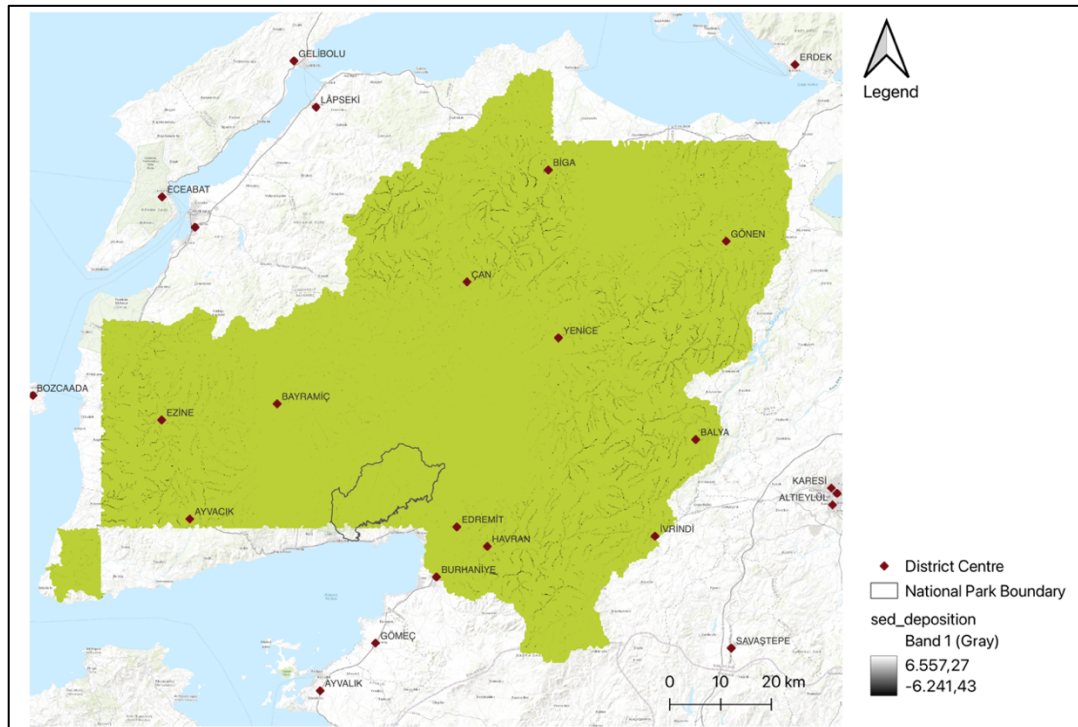 GELİBOLU
ERDEK
Legend
LÂPSEKİ
BİGA
ECEABAT
GÖNEN
ÇAN
YENİCE
BOZCAADA
BAYRAMİÇ
EZİNE
BALYA
KARESİ
ALTIEYLÜL
AYVACIK
EDREMİT
İVRİNDİ
HAVRAN
BURHANİYE
District Centre
National Park Boundary
sed_deposition
Band 1 (Gray)
6.557,27
-6.241,43
GÖMEÇ
SAVAŞTEPE
AYVALIK
0 10 20 km